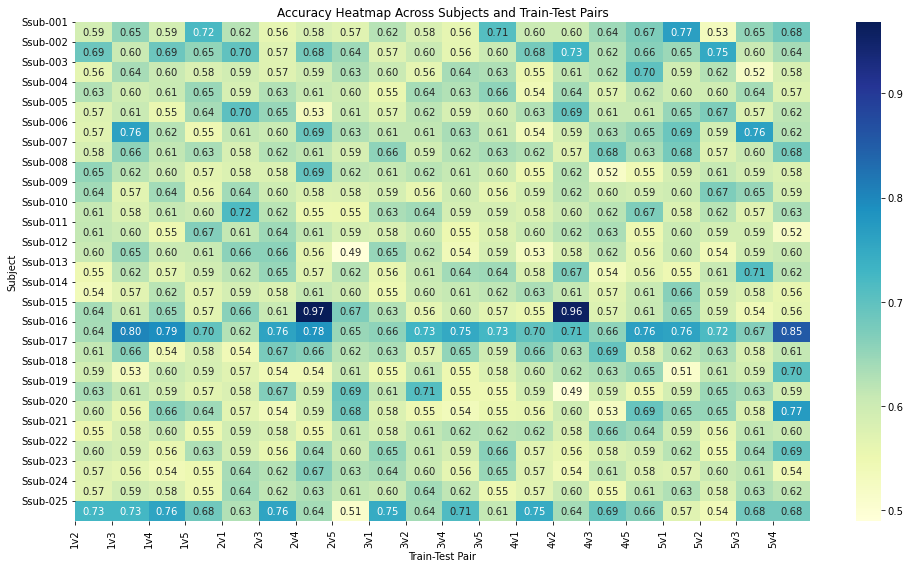 Accuracy Heatmap Across Subjects and Train-Test Pairs
Ssub-001
0.59 0.65 0.59 0.72 0.62 0.56 0.58 0.57 0.62 0.58 0.56 0.71 0.60 0.60 0.64 0.67 0.77 0.53 0.65 0.68
Ssub-002
0.69 0.60 0.69 0.65 0.70 0.57 0.68 0.64 0.57 0.60 0.56 0.60 0.68 0.73 0.62 0.66 0.65 0.75 0.60 0.64
Ssub-003
0.56 0.64 0.60 0.58 0.59 0.57 0.59 0.63 0.60 0.56 0.64 0.63 0.55 0.61 0.62 0.70 0.59 0.62 0.52 0.58
Ssub-004
0.63 0.60 0.61 0.65 0.59 0.63 0.61 0.60 0.55 0.64 0.63 0.66 0.54 0.64 0.57 0.62 0.60 0.60 0.64 0.57
Ssub-005
0.57 0.61 0.55 0.64 0.70 0.65 0.53 0.61 0.57 0.62 0.59 0.60 0.63 0.69 0.61 0.61 0.65 0.67 0.57 0.62
Ssub-006
0.57 0.76 0.62 0.55 0.61 0.60 0.69 0.63 0.61 0.61 0.63 0.61 0.54 0.59 0.63 0.65 0.69 0.59 0.76 0.62
Ssub-007
0.58 0.66 0.61 0.63 0.58 0.62 0.61 0.59 0.66 0.59 0.62 0.63 0.62 0.57 0.68 0.63 0.68 0.57 0.60 0.68
Ssub-008
0.65 0.62 0.60 0.57 0.58 0.58 0.69 0.62 0.61 0.62 0.61 0.60 0.55 0.62 0.52 0.55 0.59 0.61 0.59 0.58
Ssub-009
0.64 0.57 0.64 0.56 0.64 0.60 0.58 0.58 0.59 0.56 0.60 0.56 0.59 0.62 0.60 0.59 0.60 0.67 0.65 0.59
Ssub-010
0.61 0.58 0.61 0.60 0.72 0.62 0.55 0.55 0.63 0.64 0.59 0.59 0.58 0.60 0.62 0.67 0.58 0.62 0.57 0.63
Ssub-011
0.61 0.60 0.55 0.67 0.61 0.64 0.61 0.59 0.58 0.60 0.55 0.58 0.60 0.62 0.63 0.55 0.60 0.59 0.59 0.52
Ssub-012
0.60 0.65 0.60 0.61 0.66 0.66 0.56 0.49 0.65 0.62 0.54 0.59 0.53 0.58 0.62 0.56 0.60 0.54 0.59 0.60
Ssub-013
0.55 0.62 0.57 0.59 0.62 0.65 0.57 0.62 0.56 0.61 0.64 0.64 0.58 0.67 0.54 0.56 0.55 0.61 0.71 0.62
Ssub-014
0.54 0.57 0.62 0.57 0.59 0.58 0.61 0.60 0.55 0.60 0.61 0.62 0.63 0.61 0.57 0.61 0.66 0.59 0.58 0.56
Ssub-015
0.64 0.61 0.65 0.57 0.66 0.61 0.97 0.67 0.63 0.56 0.60 0.57 0.55 0.96 0.57 0.61 0.65 0.59 0.54 0.56
Ssub-016
0.64 0.80 0.79 0.70 0.62 0.76 0.78 0.65 0.66 0.73 0.75 0.73 0.70 0.71 0.66 0.76 0.76 0.72 0.67 0.85
Ssub-017
0.61 0.66 0.54 0.58 0.54 0.67 0.66 0.62 0.63 0.57 0.65 0.59 0.66 0.63 0.69 0.58 0.62 0.63 0.58 0.61
Ssub-018
0.59 0.53 0.60 0.59 0.57 0.54 0.54 0.61 0.55 0.61 0.55 0.58 0.60 0.62 0.63 0.65 0.51 0.61 0.59 0.70
Ssub-019
0.63 0.61 0.59 0.57 0.58 0.67 0.59 0.69 0.61 0.71 0.55 0.55 0.59 0.49 0.59 0.55 0.59 0.65 0.63 0.59
Ssub-020
0.60 0.56 0.66 0.64 0.57 0.54 0.59 0.68 0.58 0.55 0.54 0.55 0.56 0.60 0.53 0.69 0.65 0.65 0.58 0.77
Ssub-021
0.55 0.58 0.60 0.55 0.59 0.58 0.55 0.61 0.58 0.61 0.62 0.62 0.62 0.58 0.66 0.64 0.59 0.56 0.61 0.60
Ssub-022
0.60 0.59 0.56 0.63 0.59 0.56 0.64 0.60 0.65 0.61 0.59 0.66 0.57 0.56 0.58 0.59 0.62 0.55 0.64 0.69
Ssub-023
0.57 0.56 0.54 0.55 0.64 0.62 0.67 0.63 0.64 0.60 0.56 0.65 0.57 0.54 0.61 0.58 0.57 0.60 0.61 0.54
Ssub-024
0.57 0.59 0.58 0.55 0.64 0.62 0.63 0.61 0.60 0.64 0.62 0.55 0.57 0.60 0.55 0.61 0.63 0.58 0.63 0.62
Ssub-025
0.73 0.73 0.76 0.68 0.63 0.76 0.64 0.51 0.75 0.64 0.71 0.61 0.75 0.64 0.69 0.66 0.57 0.54 0.68 0.68
1v2 1v3 1v4 1v5 2v1 2v3 2v4 2v5 3v1 3v2 3v4 3v5 4v1 4v2 4v3 4v5 5v1 5v2 5v3 5v4
Train-Test Pair
Subject
0.9
0.8
0.7
0.6
0.5